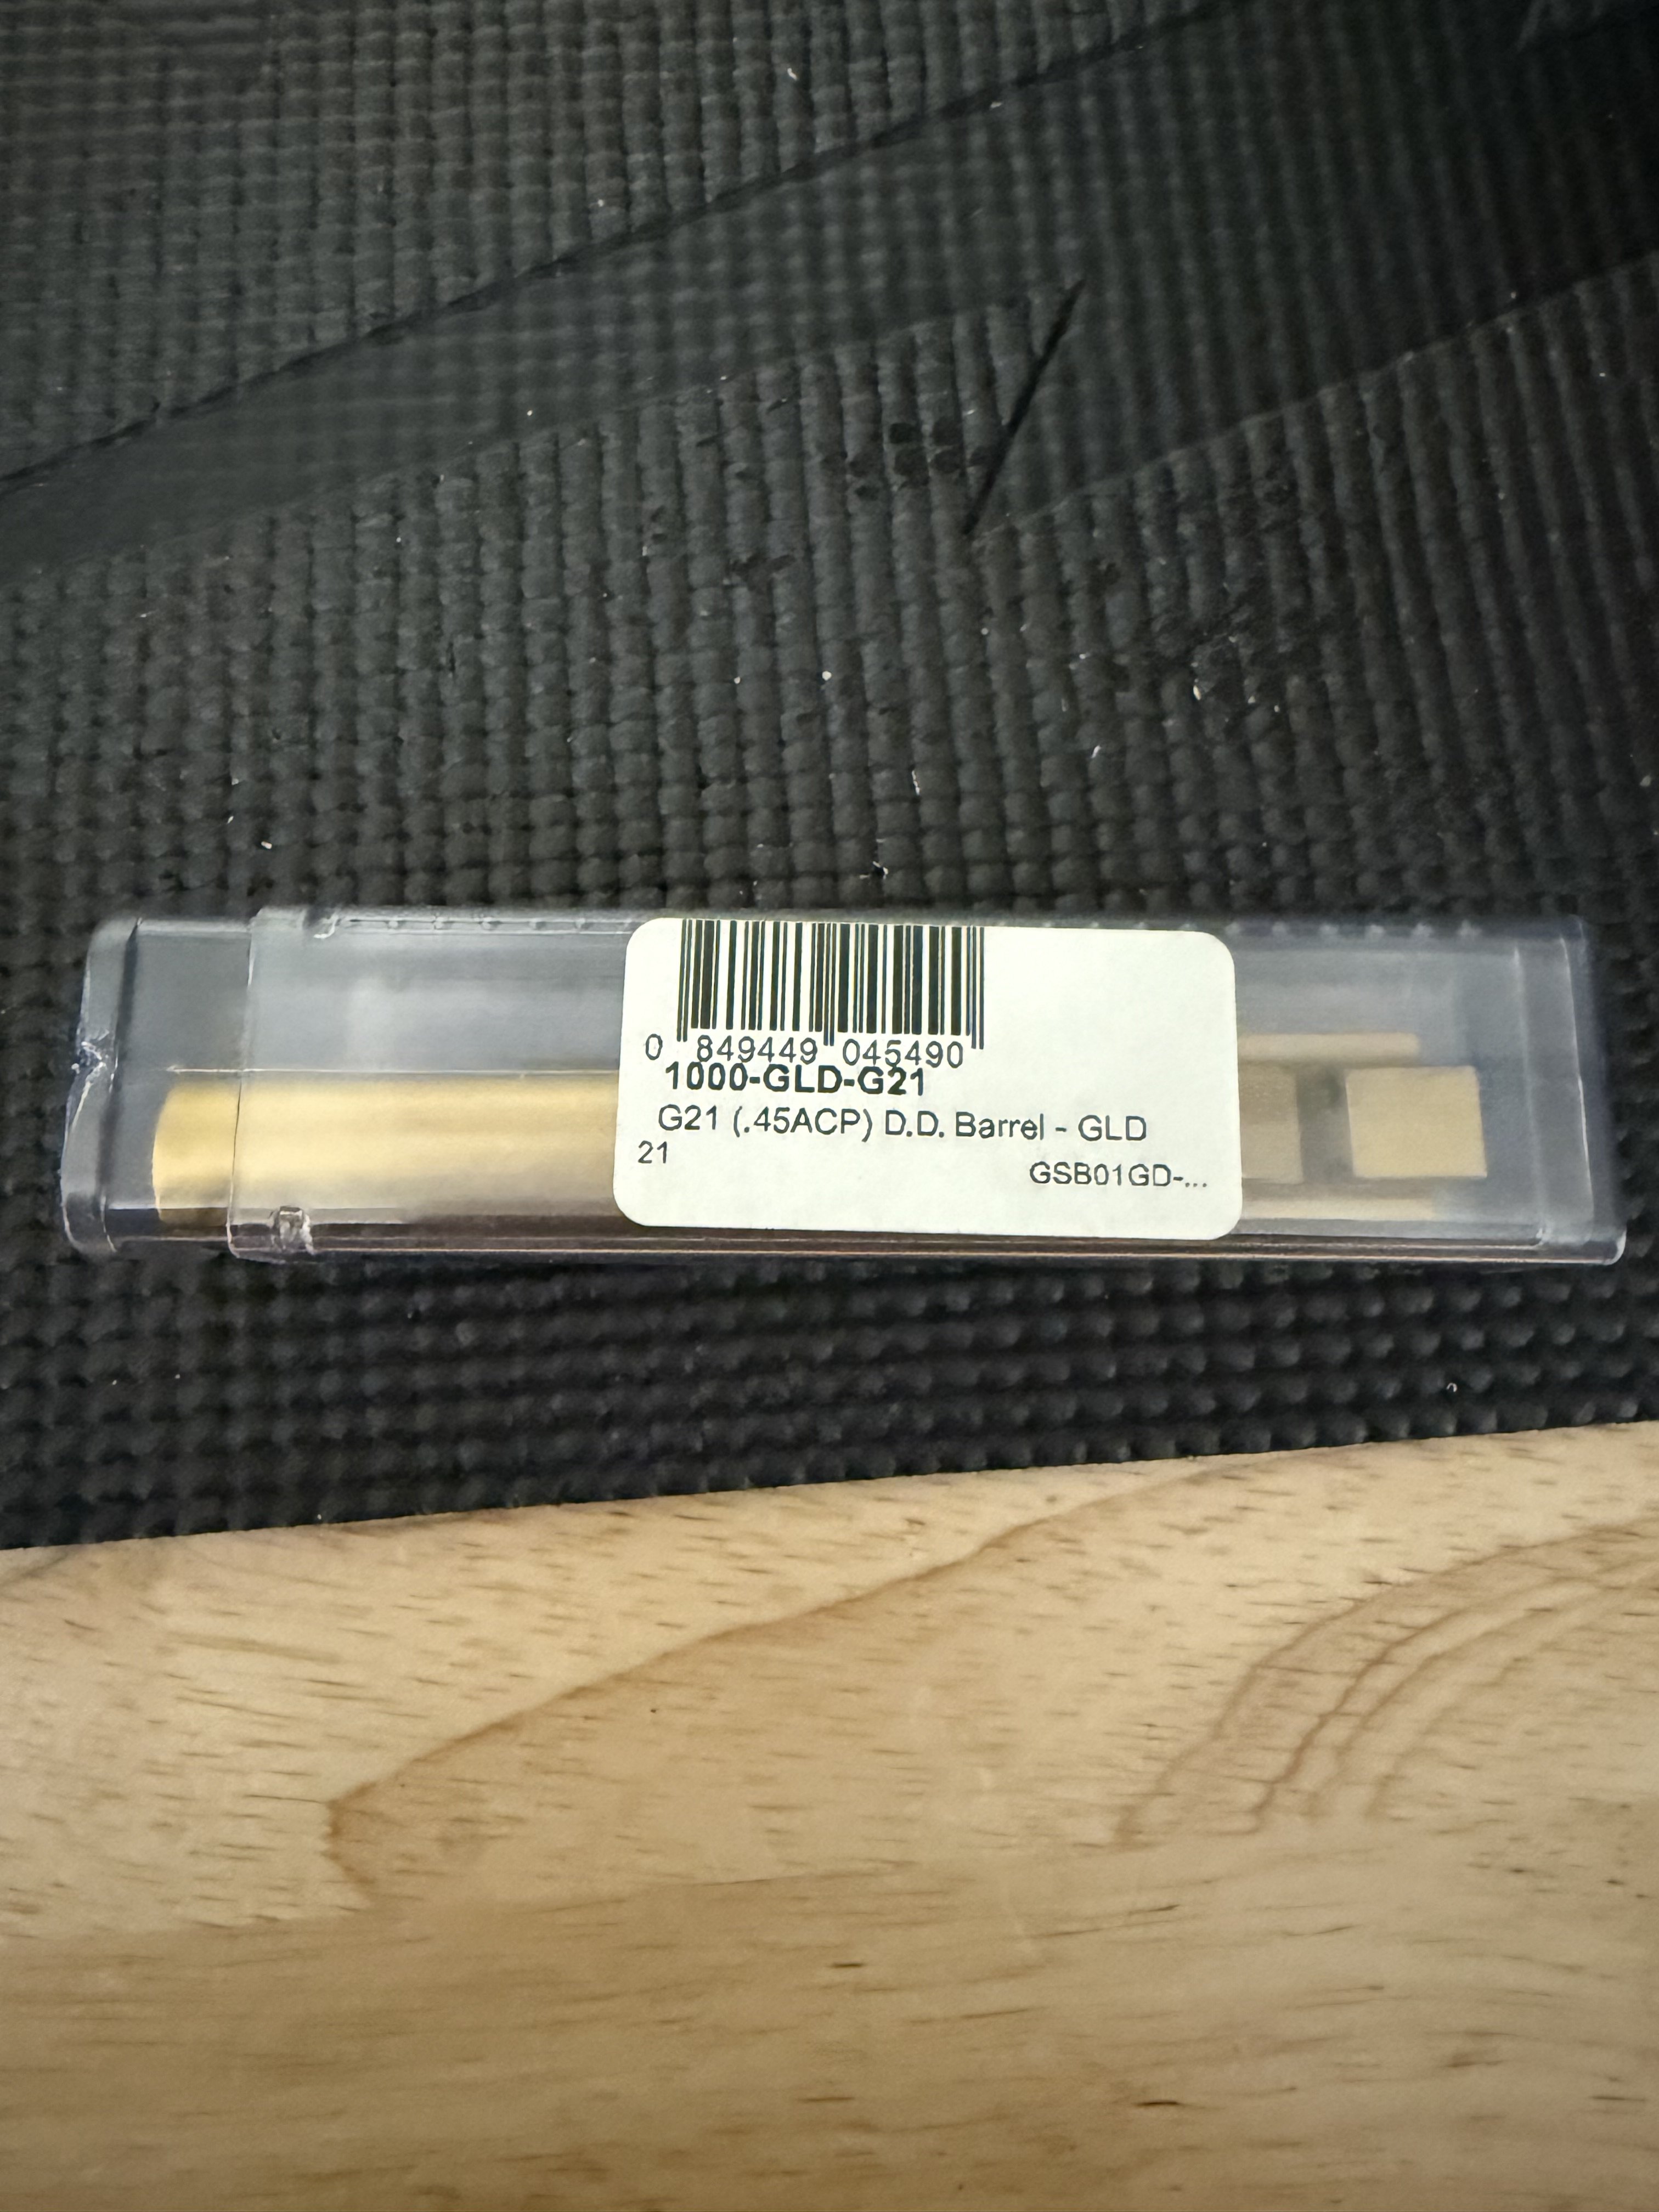 0 849449 045490
1000-GLD-G21
G21 (.45ACP) D.D. Barrel - GLD
21
GSB01GD-...